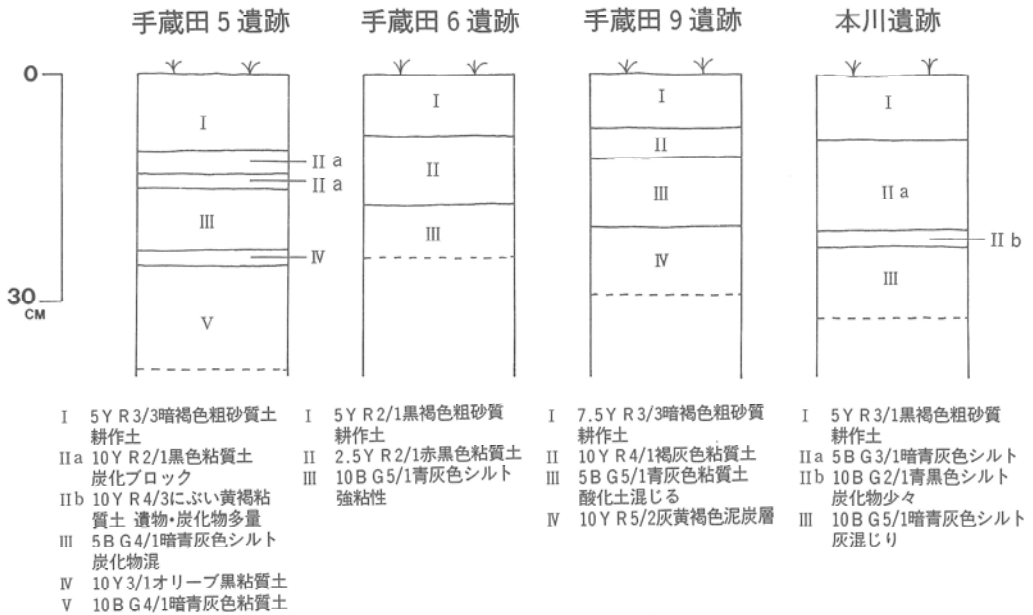 手蔵田5遺跡
手蔵田6遺跡
手蔵田9遺跡
本川遺跡
0
30
CM
I
II a
II a
III
IV
V
I
II
III
I
II
III
IV
I
II a
II b
III
I 5YR3/3暗褐色粗砂質土
耕作土
II a 10YR2/1黒色粘質土
炭化ブロック
II b 10YR4/3にぶい黄褐粘
質土 遺物・炭化物多量
III 5BG4/1暗青灰色シルト
炭化物混
IV 10Y3/1オリーブ黒粘質土
V 10BG4/1暗青灰色粘質土
I 5YR2/1黒褐色粗砂質
耕作土
II 2.5YR2/1赤黒色粘質土
III 10BG5/1青灰色シルト
強粘性
I 7.5YR3/3暗褐色粗砂質
耕作土
II 10YR4/1褐灰色粘質土
III 5BG5/1青灰色粘質土
酸化土混じる
IV 10YR5/2灰黄褐色泥炭層
I 5YR3/1黒褐色粗砂質
耕作土
II a 5BG3/1暗青灰色シルト
II b 10BG2/1青黒色シルト
炭化物少々
III 10BG5/1暗青灰色シルト
灰混じり